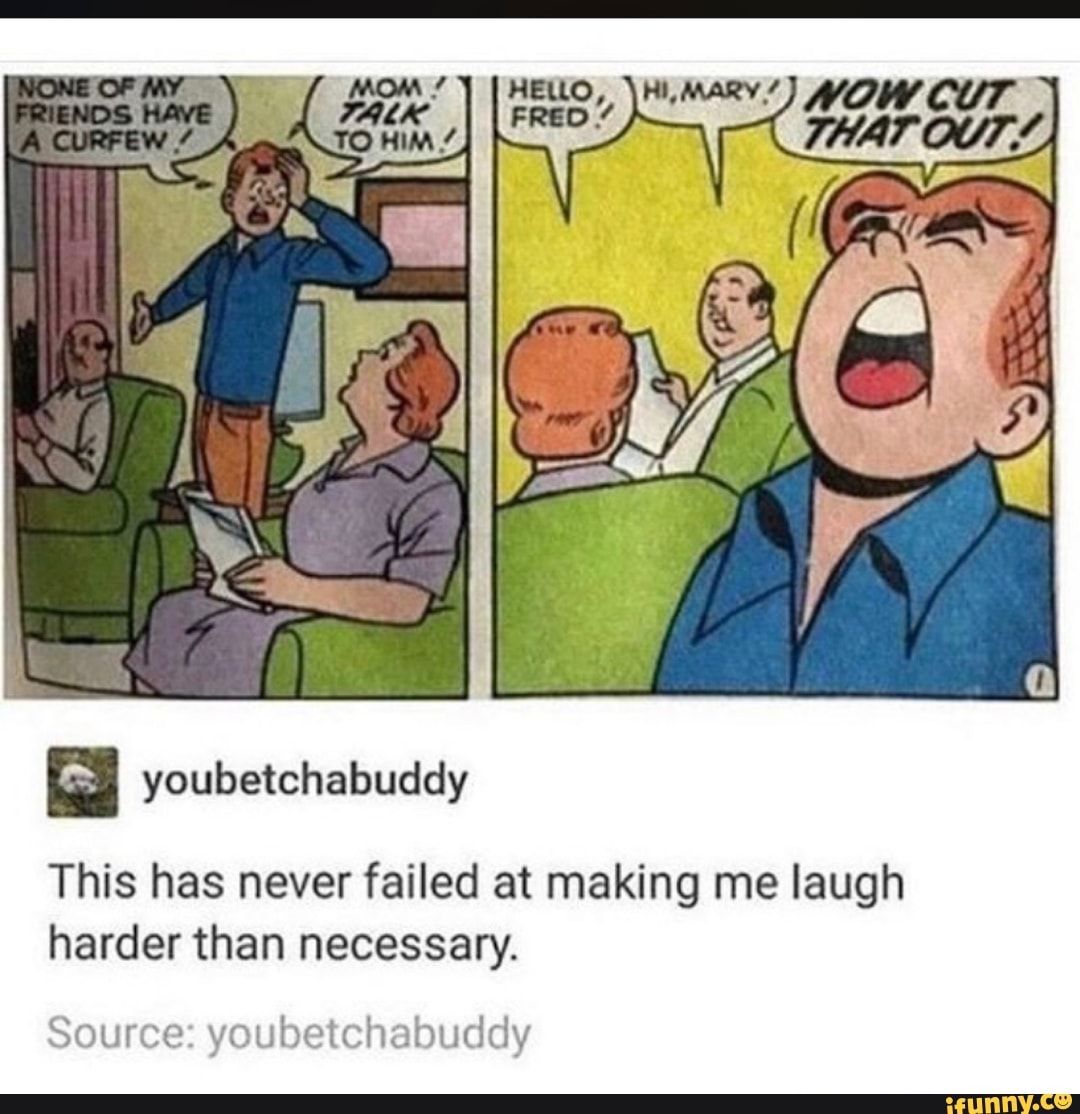 NONE OF MY
FRIENDS HAVE
A CURFEW!
MOM!
TALK
TO HIM!
HELLO,
FRED!
HI, MARY!
NOW CUT
THAT OUT!
1
youbetchabuddy
This has never failed at making me laugh
harder than necessary.
Source: youbetchabuddy
ifunny.co